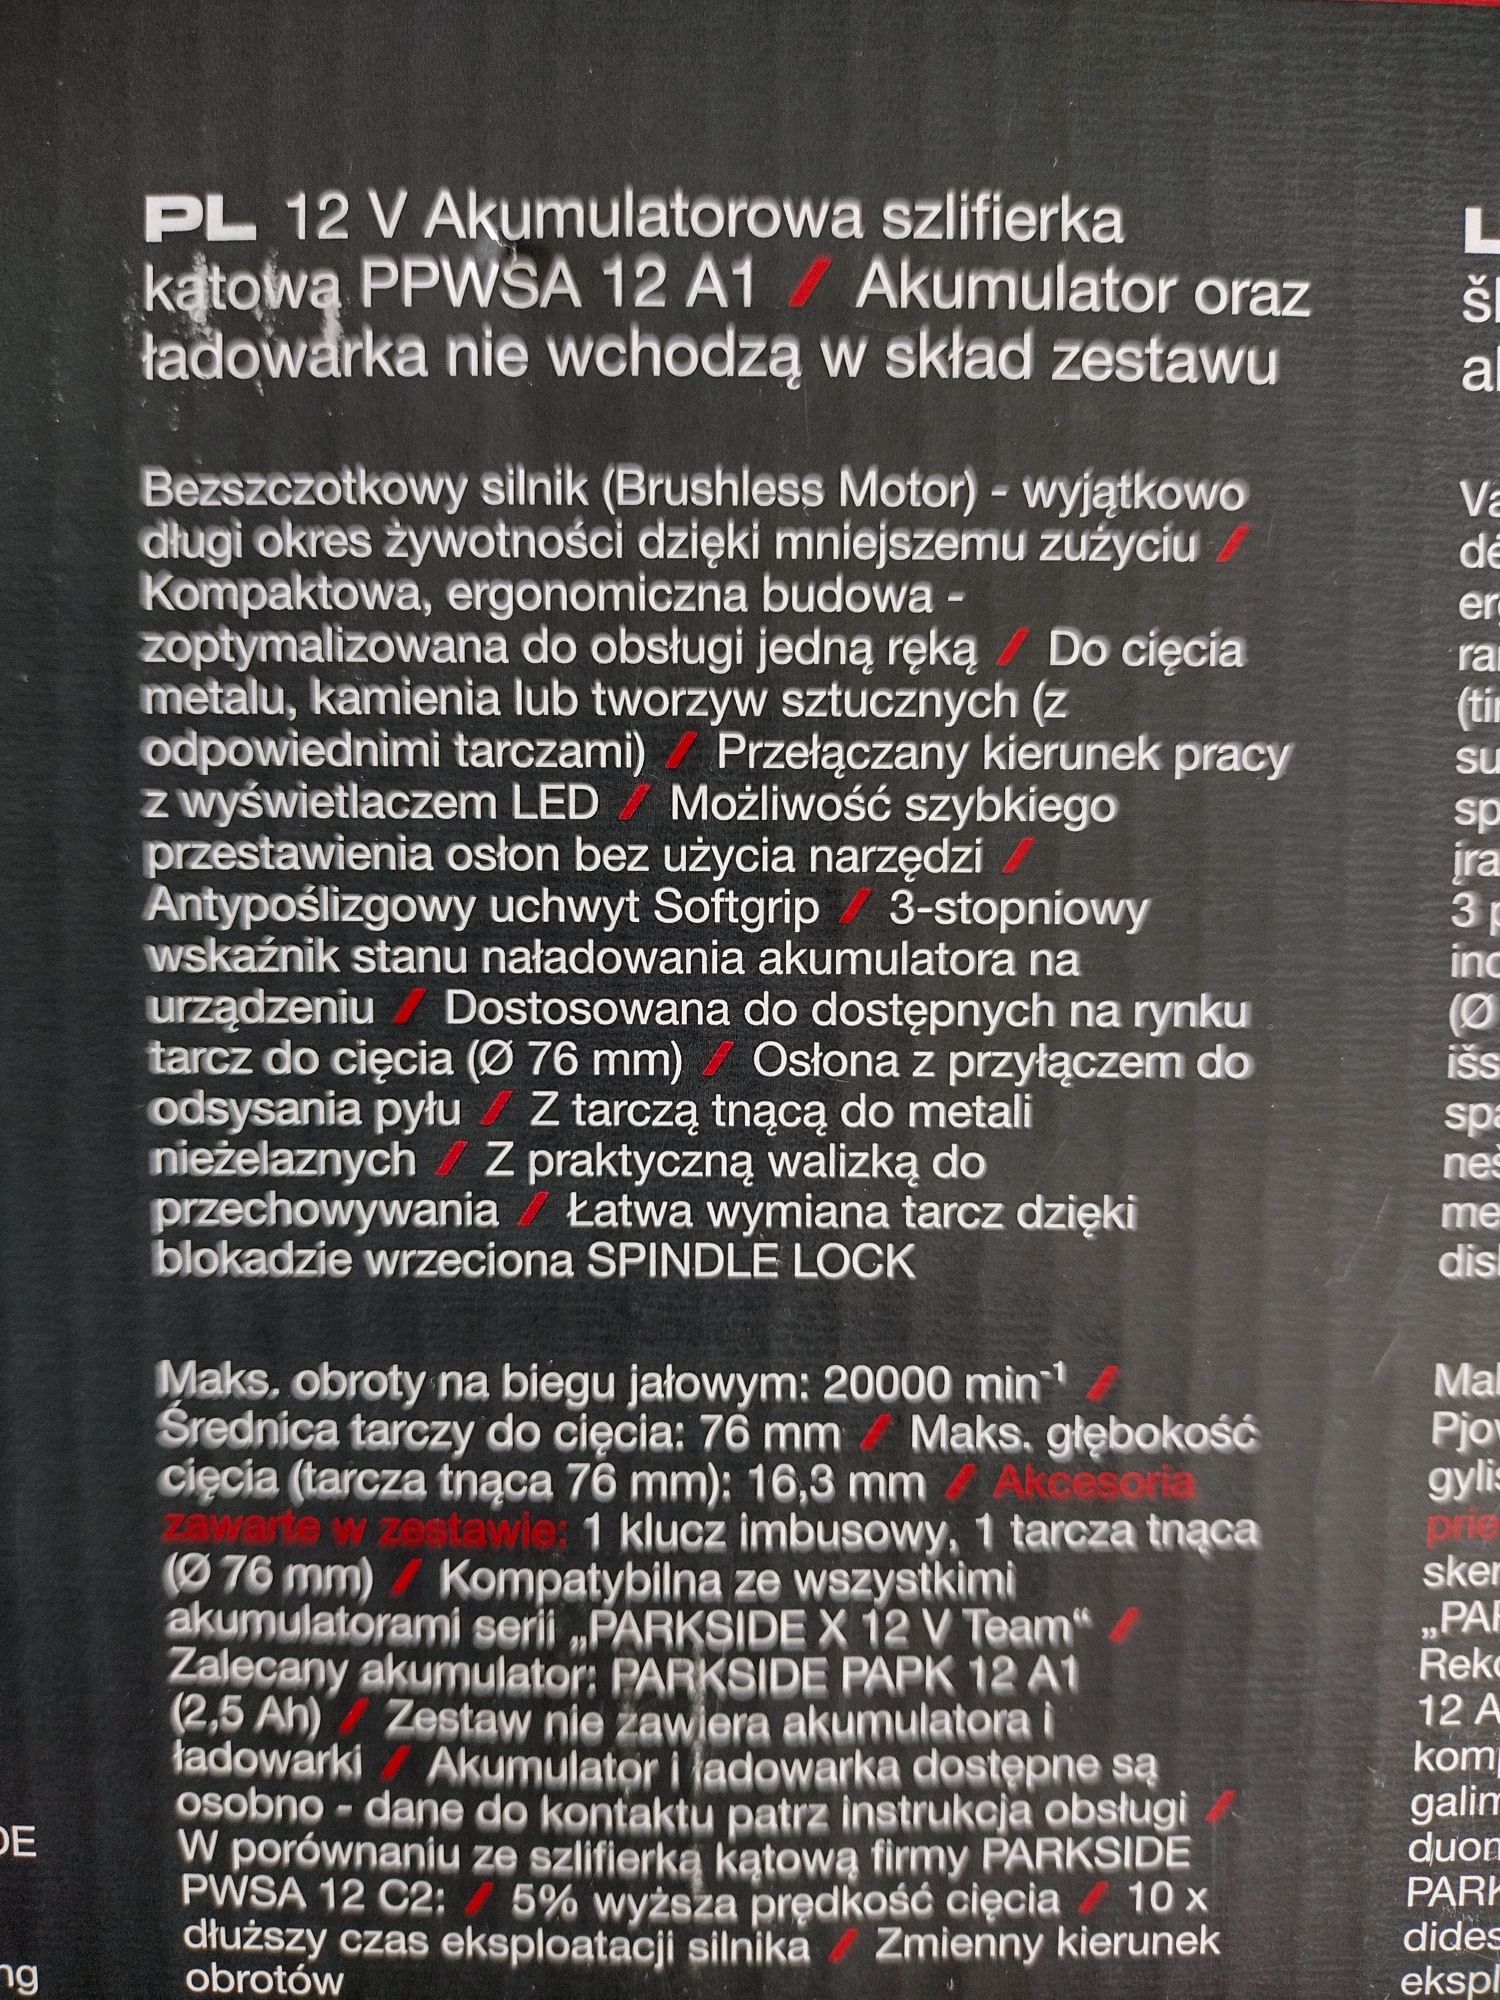 PL 12 V Akumulatorowa szlifierka
kątowa PPWSA 12 A1 / Akumulator oraz
ładowarka nie wchodzą w skład zestawu
Bezszczotkowy silnik (Brushless Motor) - wyjątkowo
długi okres żywotności dzięki mniejszemu zużyciu /
Kompaktowa, ergonomiczna budowa -
zoptymalizowana do obsługi jedną ręką / Do cięcia
metalu, kamienia lub tworzyw sztucznych (z
odpowiednimi tarczami) / Przełączany kierunek pracy
z wyświetlaczem LED / Możliwość szybkiego
przestawienia osłon bez użycia narzędzi /
Antypoślizgowy uchwyt Softgrip / 3-stopniowy
wskaźnik stanu naładowania akumulatora na
urządzeniu / Dostosowana do dostępnych na rynku
tarcz do cięcia (Ø 76 mm) / Osłona z przyłączem do
odsysania pyłu / Z tarczą tnącą do metali
nieżelaznych / Z praktyczną walizką do
przechowywania / Łatwa wymiana tarcz dzięki
blokadzie wrzeciona SPINDLE LOCK
Maks. obroty na biegu jałowym: 20000 min⁻¹ /
Średnica tarczy do cięcia: 76 mm / Maks. głębokość
cięcia (tarcza tnąca 76 mm): 16,3 mm / Akcesoria
zawarte w zestawie: 1 klucz imbusowy, 1 tarcza tnąca
(Ø 76 mm) / Kompatybilna ze wszystkimi
akumulatorami serii „PARKSIDE X 12 V Team“ /
Zalecany akumulator: PARKSIDE PAPK 12 A1
(2,5 Ah) / Zestaw nie zawiera akumulatora i
ładowarki / Akumulator i ładowarka dostępne są
osobno - dane do kontaktu patrz instrukcja obsługi /
W porównaniu ze szlifierką kątową firmy PARKSIDE
PWSA 12 C2: / 5% wyższa prędkość cięcia / 10 x
dłuższy czas eksploatacji silnika / Zmienny kierunek
obrotów